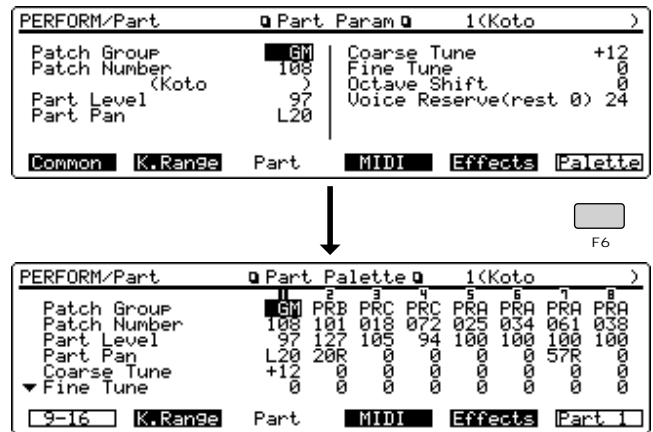 PERFORM/Part Part Param 1(Koto )
Patch Group GM Coarse Tune +12
Patch Number 108 Fine Tune 0
(Koto ) Octave Shift 0
Part Level 97 Voice Reserve(rest 0) 24
Part Pan L20
Common K.Range Part MIDI Effects Palette
F6
PERFORM/Part Part Palette 1(Koto )
1 2 3 4 5 6 7 8
Patch Group GM PRB PRC PRC PRA PRA PRA PRA
Patch Number 108 101 018 072 025 034 061 038
Part Level 97 127 105 94 100 100 100 100
Part Pan L20 20R 0 0 0 0 57R 0
Coarse Tune +12 0 0 0 0 0 0 0
Fine Tune 0 0 0 0 0 0 0 0
9-16 K.Range Part MIDI Effects Part 1